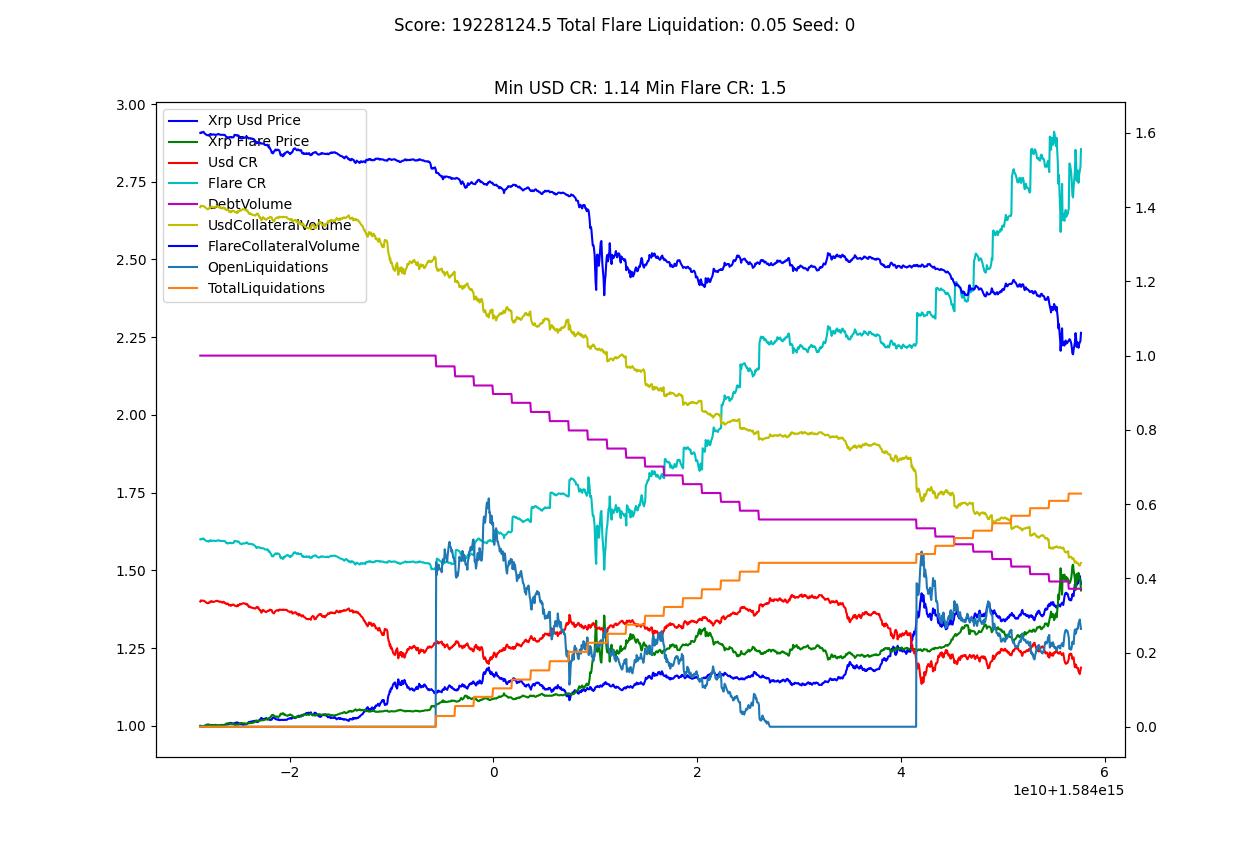 Score: 19228124.5 Total Flare Liquidation: 0.05 Seed: 0
Min USD CR: 1.14 Min Flare CR: 1.5
3.00
2.75
2.50
2.25
2.00
1.75
1.50
1.25
1.00
Xrp Usd Price
Xrp Flare Price
Usd CR
Flare CR
DebtVolume
UsdCollateralVolume
FlareCollateralVolume
OpenLiquidations
TotalLiquidations
1.6
1.4
1.2
1.0
0.8
0.6
0.4
0.2
0.0
−2 0 2 4 6
1e10+1.584e15